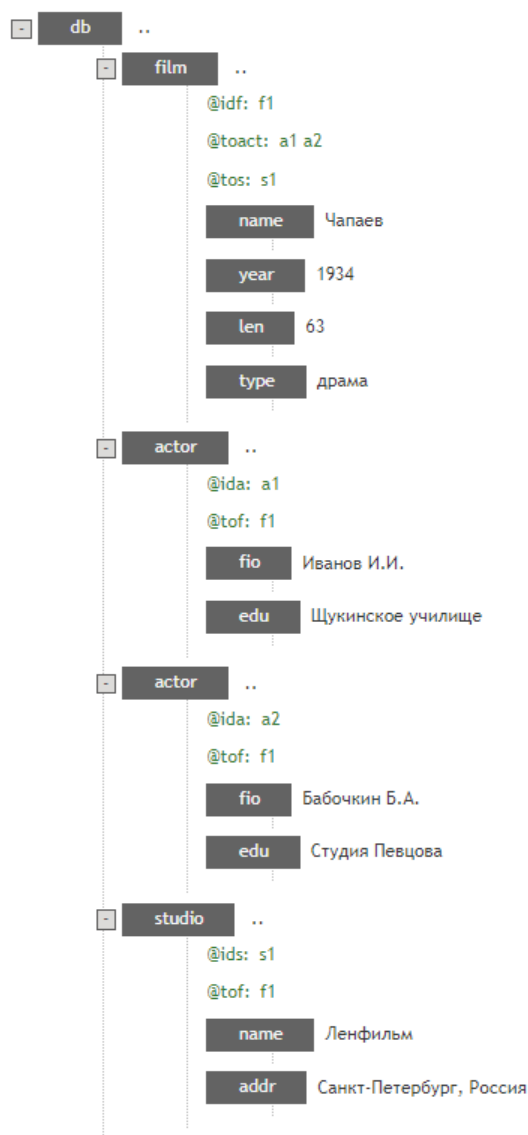 - db ..
- film ..
@idf: f1
@toact: a1 a2
@tos: s1
name Чапаев
year 1934
len 63
type драма
- actor ..
@ida: a1
@tof: f1
fio Иванов И.И.
edu Щукинское училище
- actor ..
@ida: a2
@tof: f1
fio Бабочкин Б.А.
edu Студия Певцова
- studio ..
@ids: s1
@tof: f1
name Ленфильм
addr Санкт-Петербург, Россия